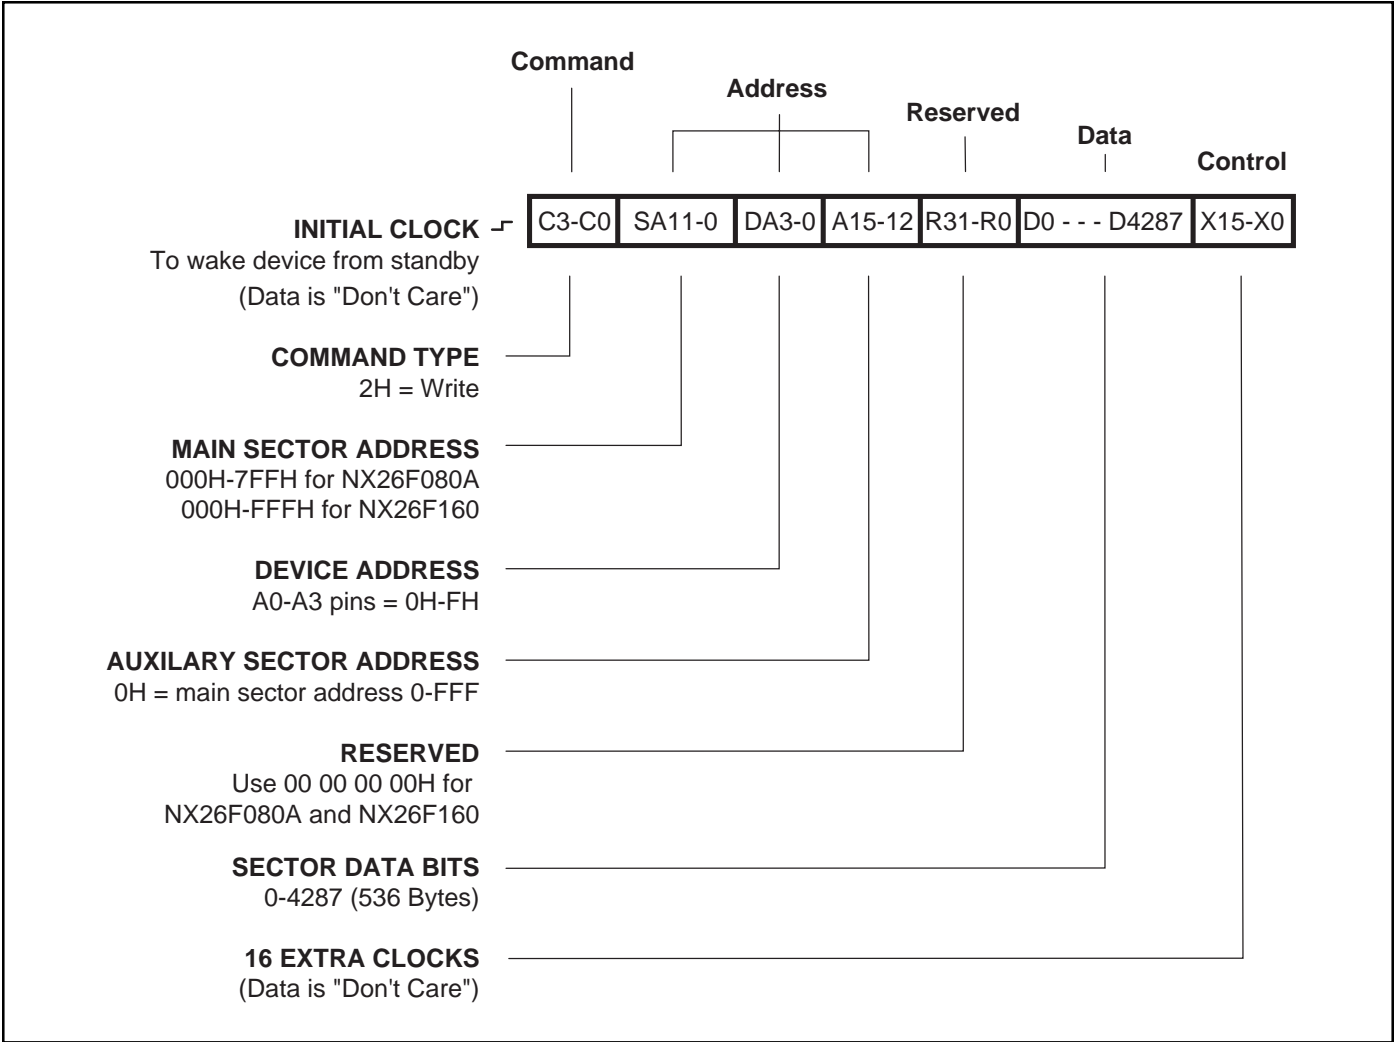 Command
Address
Reserved
Data
Control
C3-C0 SA11-0 DA3-0 A15-12 R31-R0 D0 - - - D4287 X15-X0
INITIAL CLOCK
To wake device from standby
(Data is "Don't Care")
COMMAND TYPE
2H = Write
MAIN SECTOR ADDRESS
000H-7FFH for NX26F080A
000H-FFFH for NX26F160
DEVICE ADDRESS
A0-A3 pins = 0H-FH
AUXILARY SECTOR ADDRESS
0H = main sector address 0-FFF
RESERVED
Use 00 00 00 00H for
NX26F080A and NX26F160
SECTOR DATA BITS
0-4287 (536 Bytes)
16 EXTRA CLOCKS
(Data is "Don't Care")